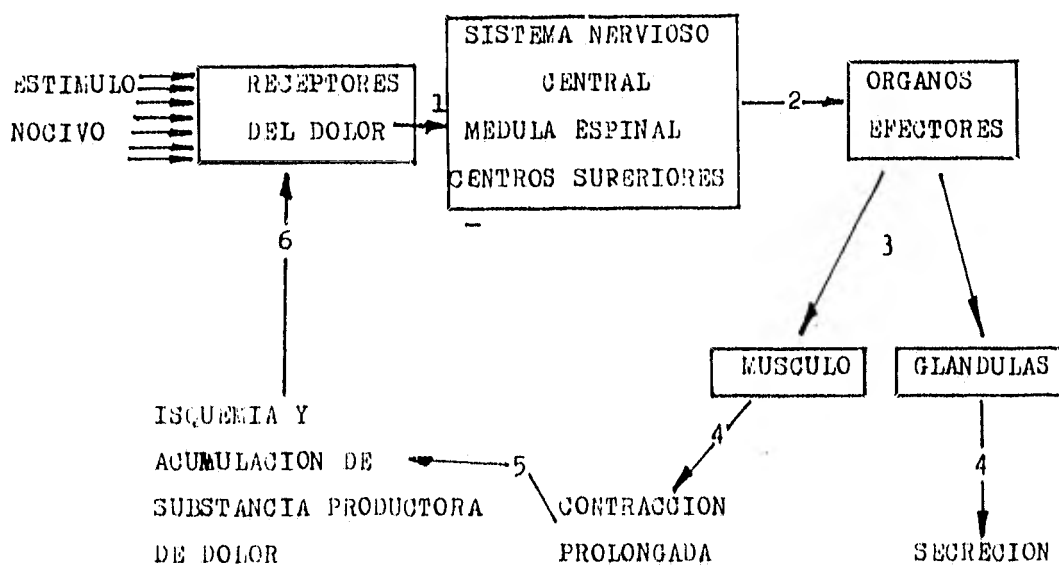 ESTIMULO
NOCIVO
RECEPTORES
DEL DOLOR
1
SISTEMA NERVIOSO
CENTRAL
MEDULA ESPINAL
CENTROS SURERIORES
2
ORGANOS
EFECTORES
3
MUSCULO
GLANDULAS
4
4
CONTRACCION
PROLONGADA
SECRECION
5
ISQUEMIA Y
ACUMULACION DE
SUBSTANCIA PRODUCTORA
DE DOLOR
6